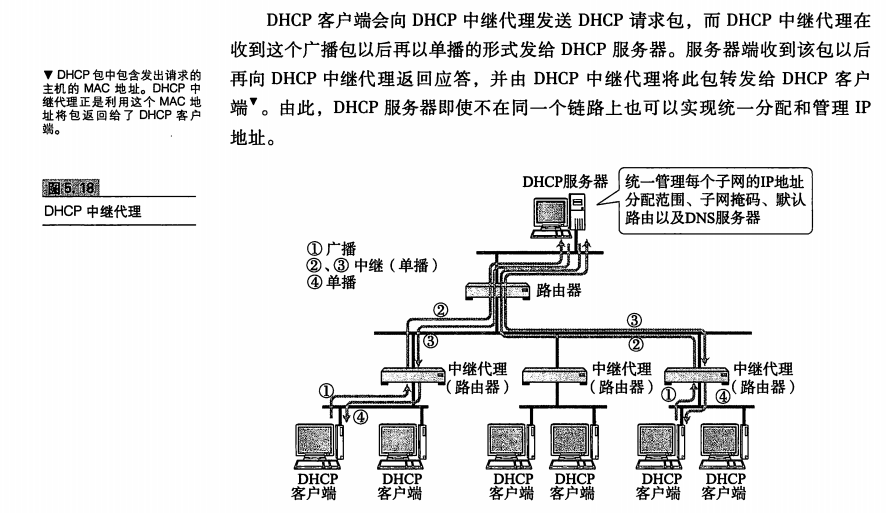 DHCP 客户端会向 DHCP 中继代理发送 DHCP 请求包，而 DHCP 中继代理在
收到这个广播包以后再以单播的形式发给 DHCP 服务器。服务器端收到该包以后
再向 DHCP 中继代理返回应答，并由 DHCP 中继代理将此包转发给 DHCP 客户
端▼。由此，DHCP 服务器即使不在同一个链路上也可以实现统一分配和管理 IP
地址。
▼ DHCP 包中包含发出请求的
主机的 MAC 地址。DHCP 中
继代理正是利用这个 MAC 地
址将包返回给了 DHCP 客户
端。
图5.18
DHCP 中继代理
DHCP服务器
统一管理每个子网的IP地址
分配范围、子网掩码、默认
路由以及DNS服务器
①广播
②、③中继（单播）
④单播
路由器
②
③
③
②
中继代理
（路由器）
中继代理
（路由器）
中继代理
（路由器）
①
④
①
④
DHCP
客户端
DHCP
客户端
DHCP
客户端
DHCP
客户端
DHCP
客户端
DHCP
客户端